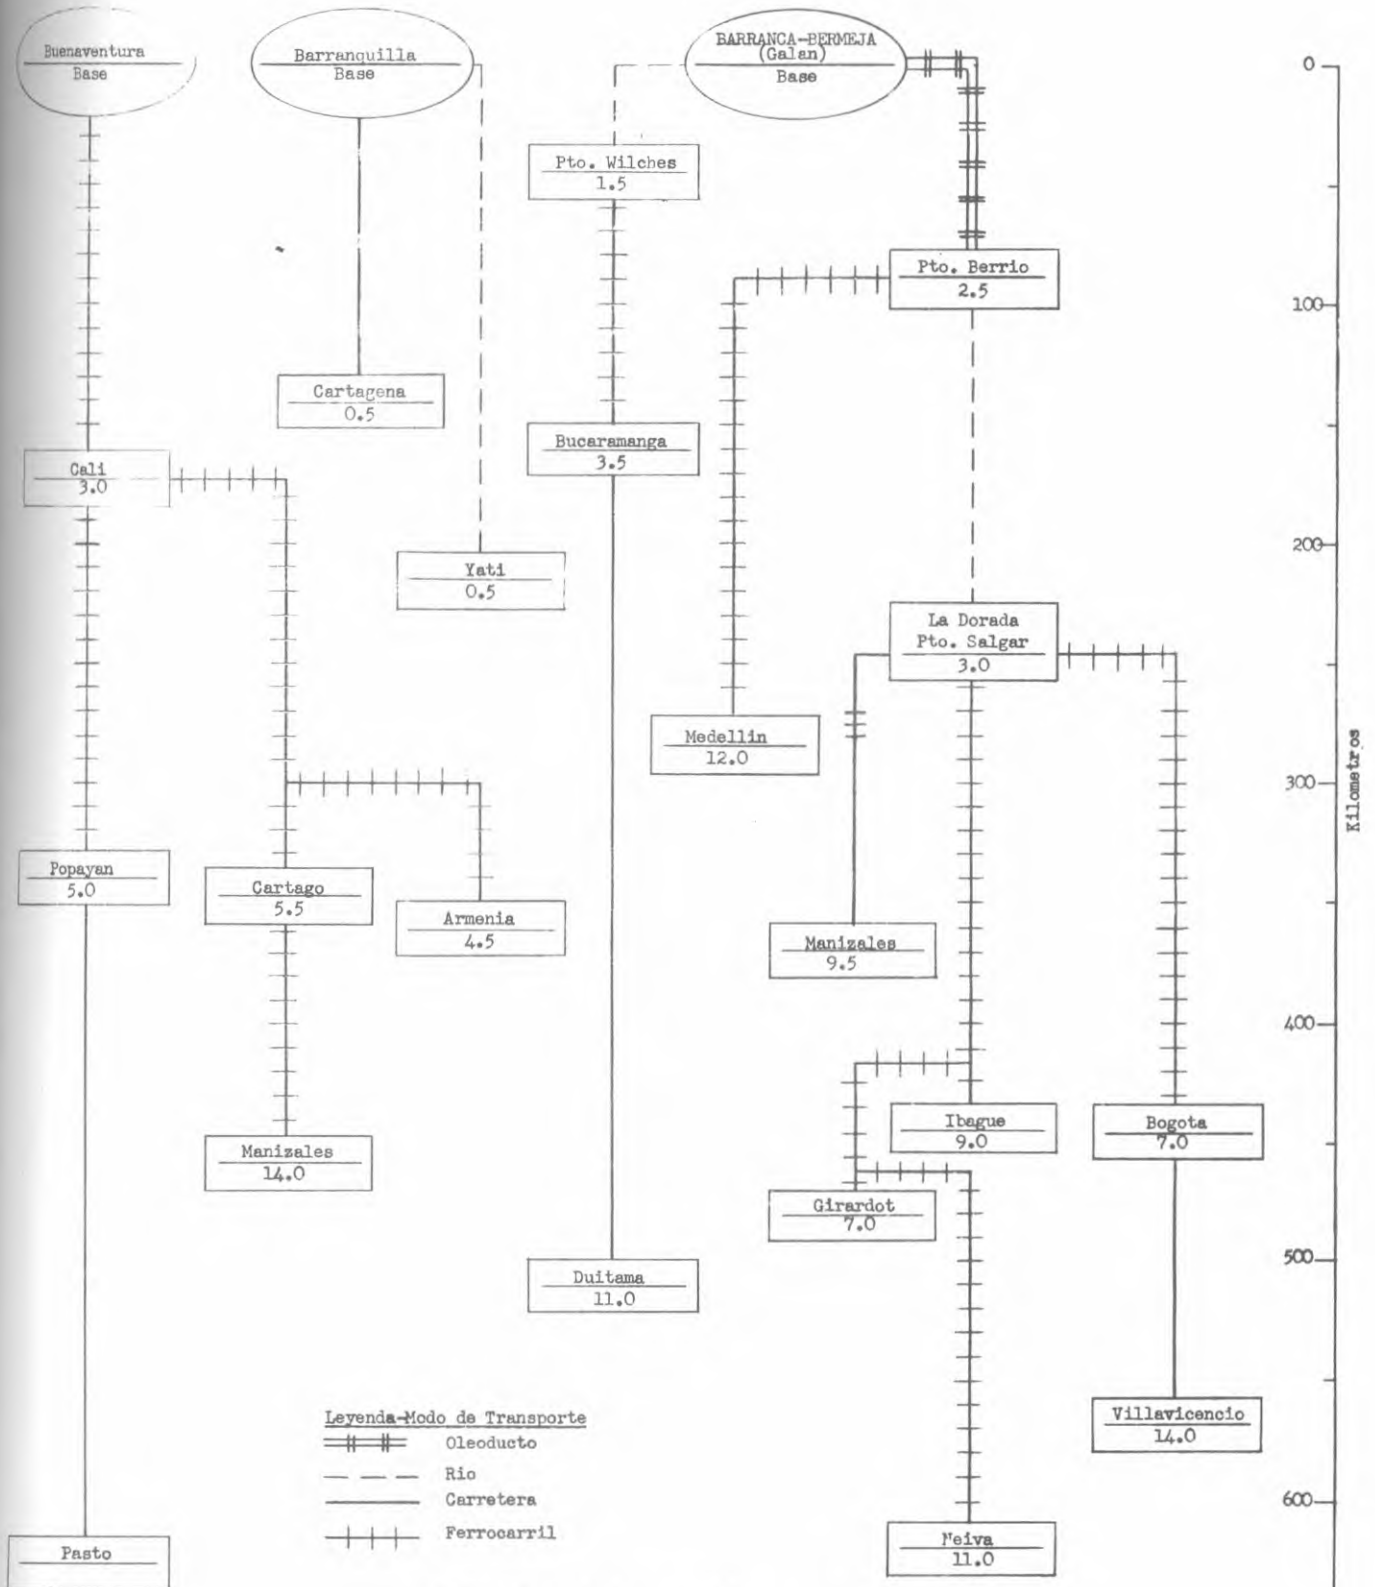 Buenaventura
Base
Barranquilla
Base
BARRANCA-BERMEJA
(Galan)
Base
0
Pto. Wilches
1.5
Pto. Berrio
2.5
100
Cartagena
0.5
Bucaramanga
3.5
Cali
3.0
200
Yati
0.5
La Dorada
Pto. Salgar
3.0
Medellin
12.0
300
Kilometros
Popayan
5.0
Cartago
5.5
Armenia
4.5
Manizales
9.5
400
Ibague
9.0
Bogota
7.0
Manizales
14.0
Girardot
7.0
500
Duitama
11.0
Villavicencio
14.0
Leyenda-Modo de Transporte
Oleoducto
Rio
Carretera
Ferrocarril
600
Neiva
11.0
Pasto